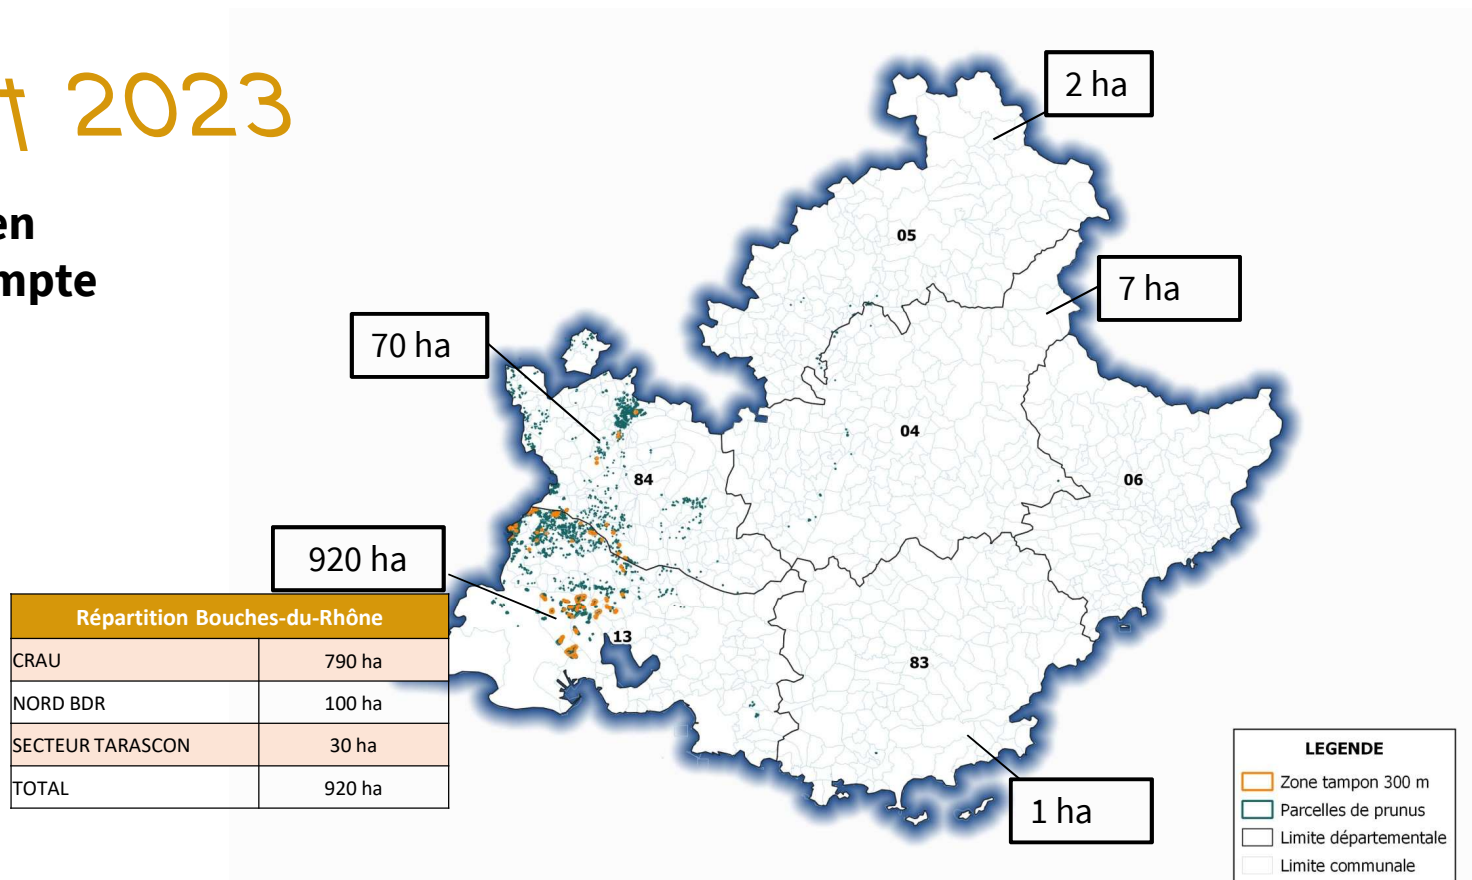 2023
en
mpte
2 ha
05
7 ha
70 ha
04
84
06
920 ha
13
83
1 ha
Répartition Bouches-du-Rhône
CRAU 790 ha
NORD BDR 100 ha
SECTEUR TARASCON 30 ha
TOTAL 920 ha
LEGENDE
Zone tampon 300 m
Parcelles de prunus
Limite départementale
Limite communale